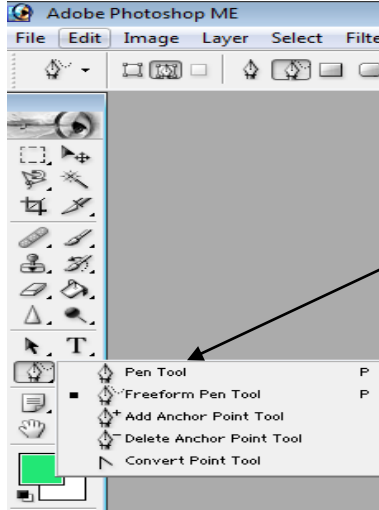 Adobe Photoshop ME
File Edit Image Layer Select Filte
T
Pen Tool P
Freeform Pen Tool P
Add Anchor Point Tool
Delete Anchor Point Tool
Convert Point Tool